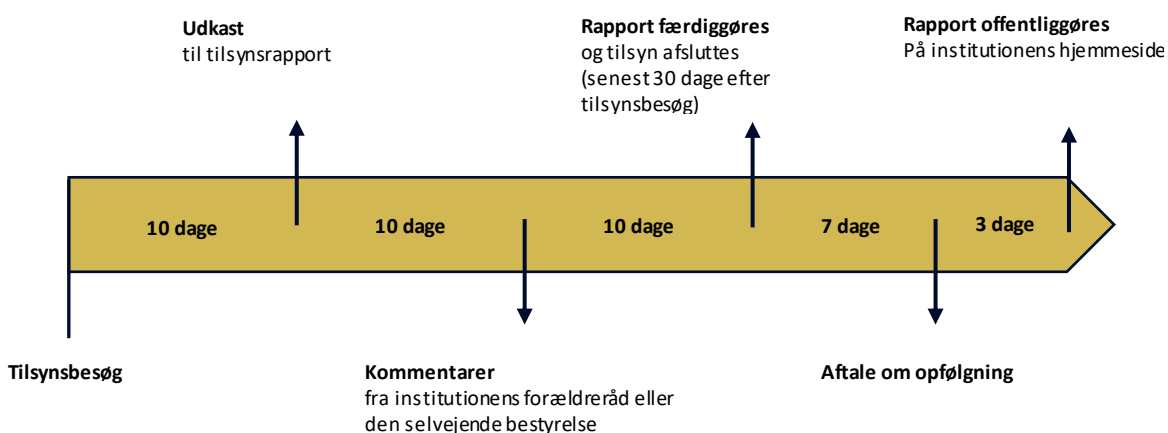 Udkast
til tilsynsrapport
Rapport færdiggøres
og tilsyn afsluttes
(senest 30 dage efter
tilsynsbesøg)
Rapport offentliggøres
På institutionens hjemmeside
10 dage
10 dage
10 dage
7 dage
3 dage
Tilsynsbesøg
Kommentarer
fra institutionens forældreråd eller
den selvejende bestyrelse
Aftale om opfølgning